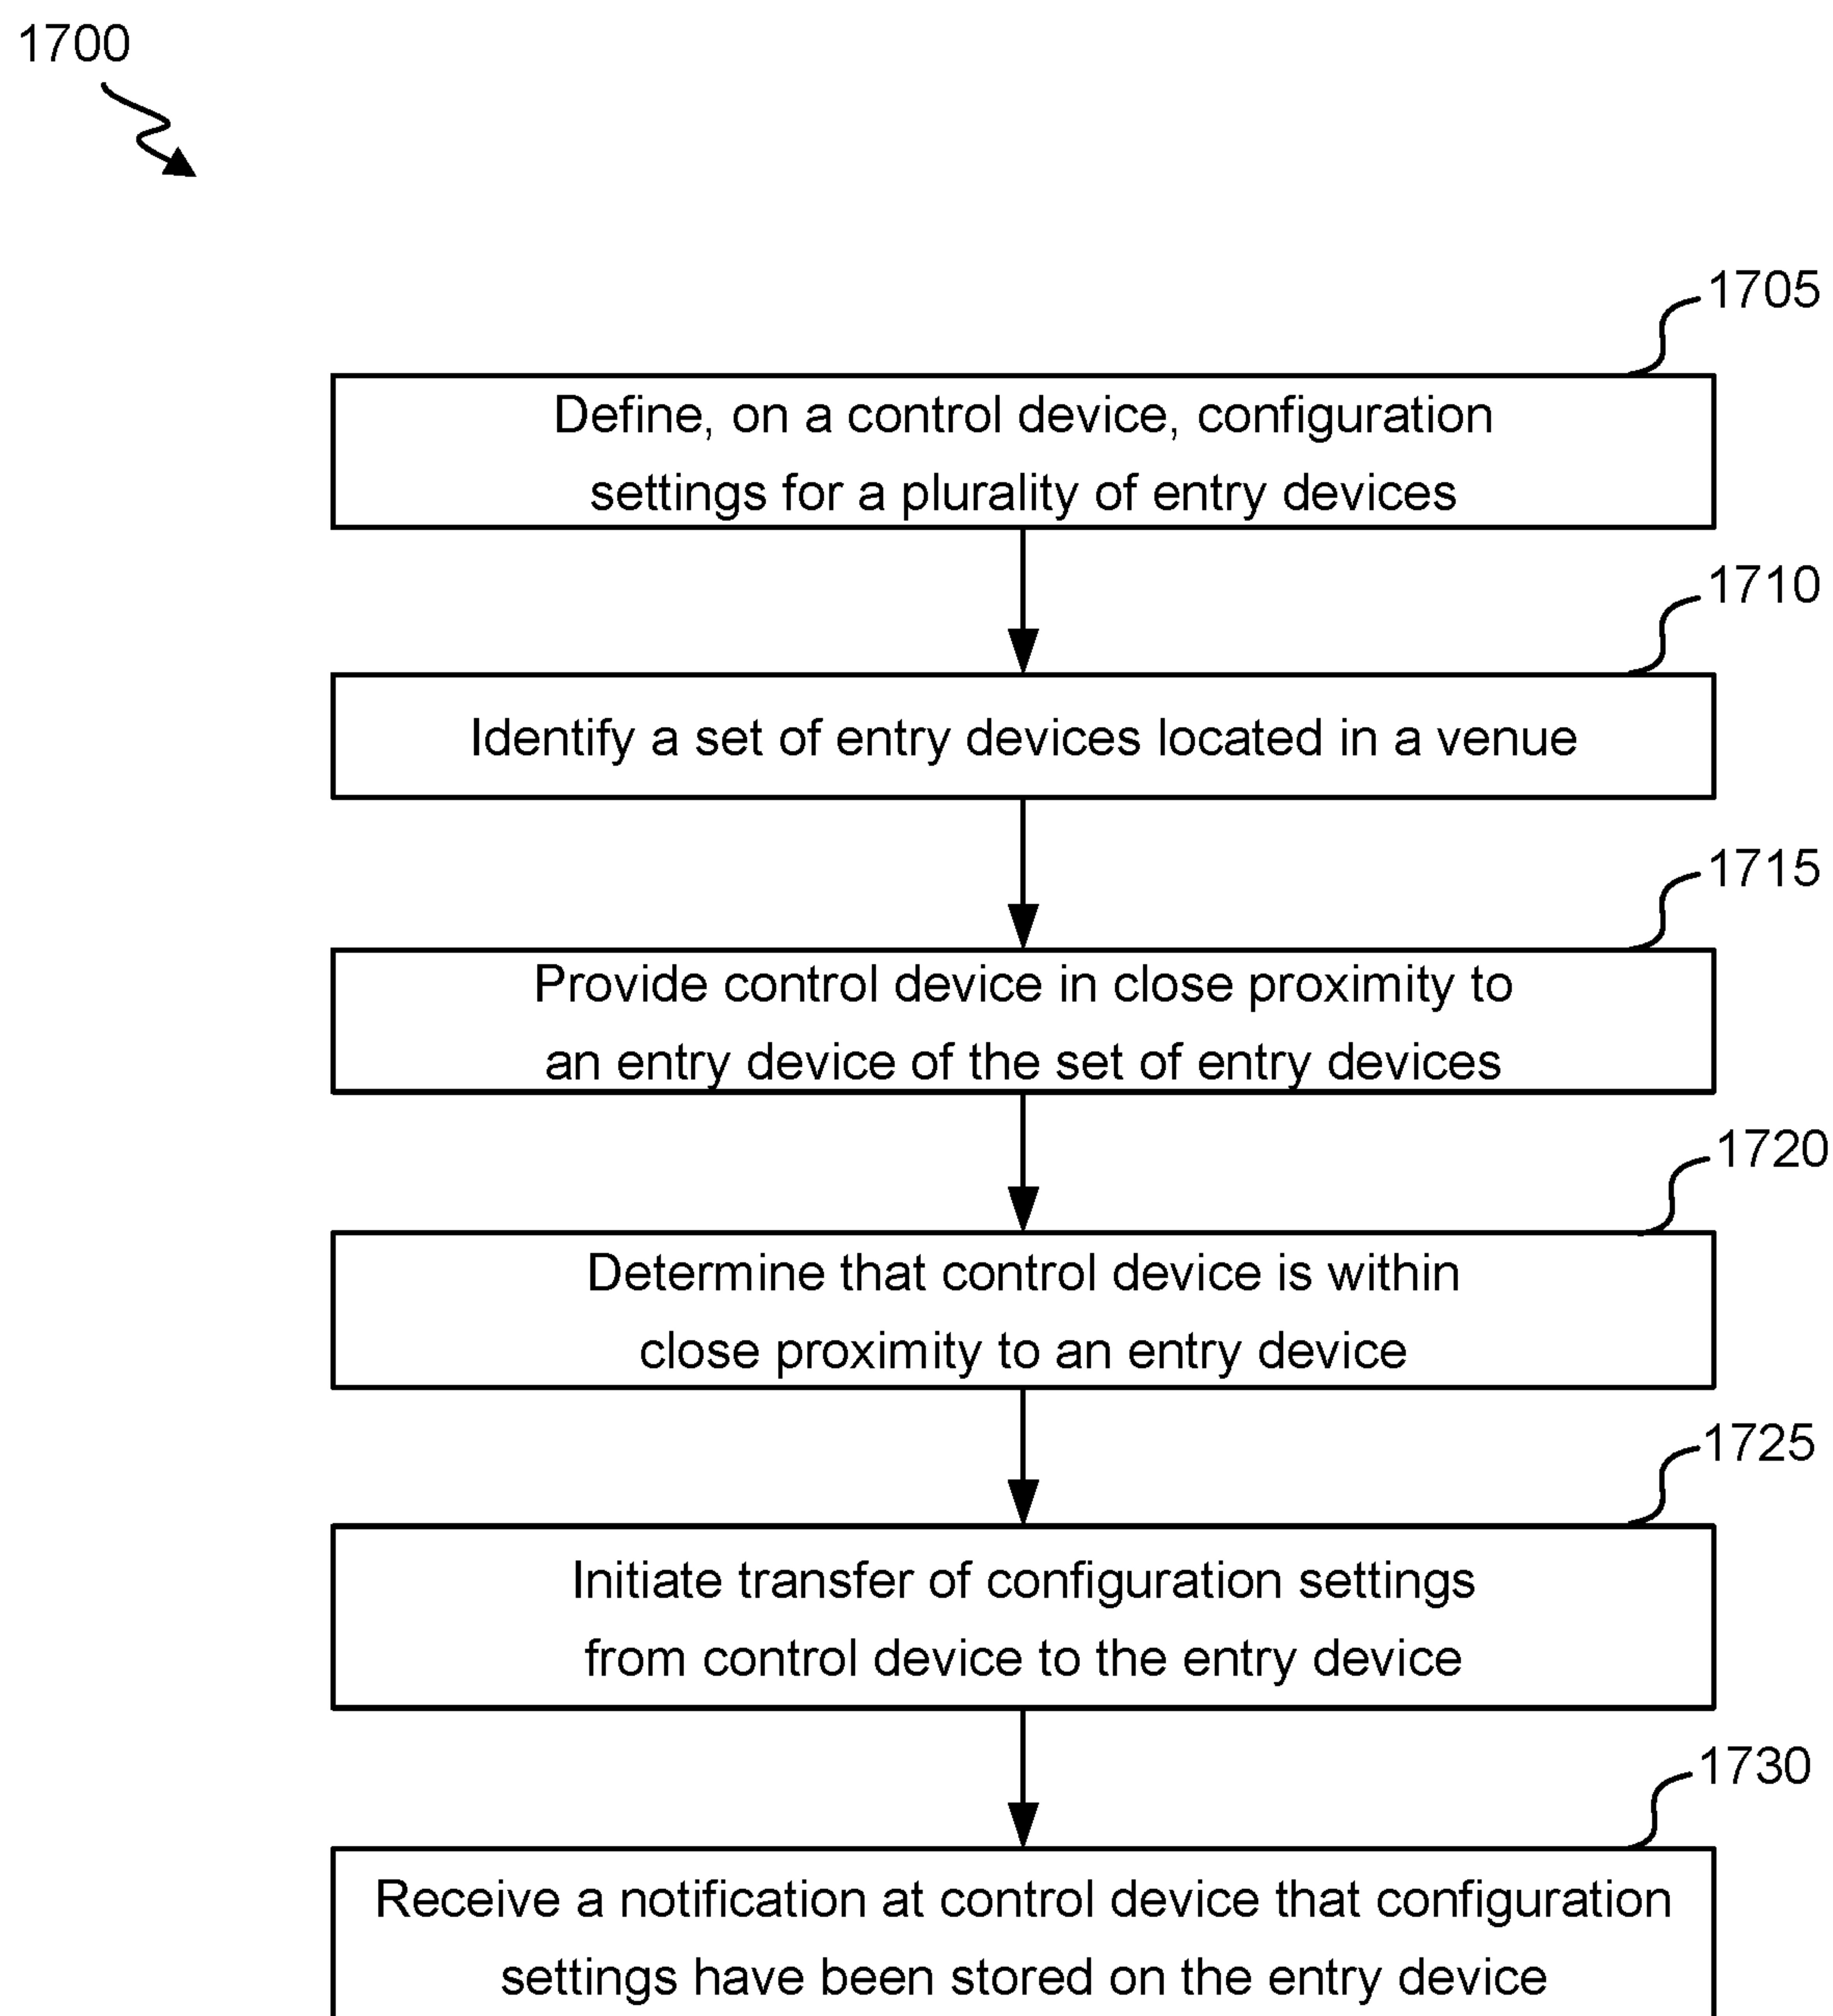 1700
1705
Define, on a control device, configuration
settings for a plurality of entry devices
1710
Identify a set of entry devices located in a venue
1715
Provide control device in close proximity to
an entry device of the set of entry devices
1720
Determine that control device is within
close proximity to an entry device
1725
Initiate transfer of configuration settings
from control device to the entry device
1730
Receive a notification at control device that configuration
settings have been stored on the entry device